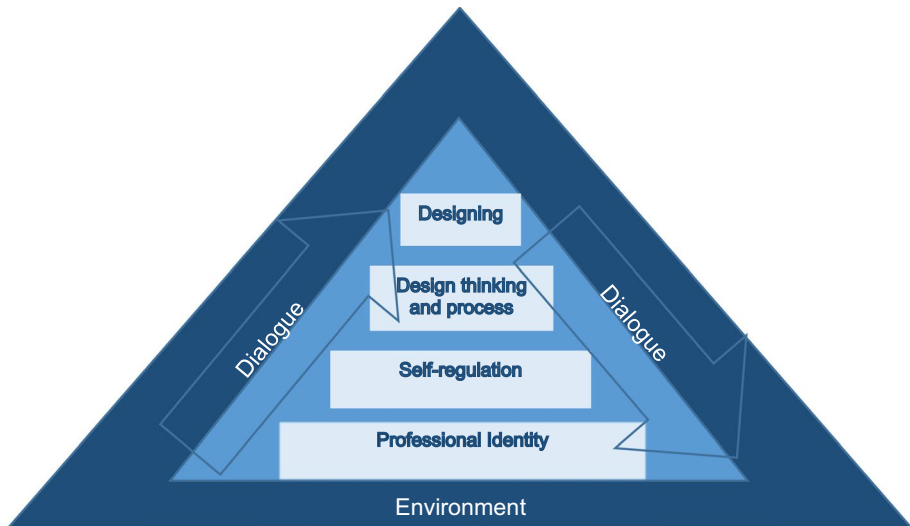 Designing
Design thinking
and process
Dialogue
Dialogue
Self-regulation
Professional Identity
Environment